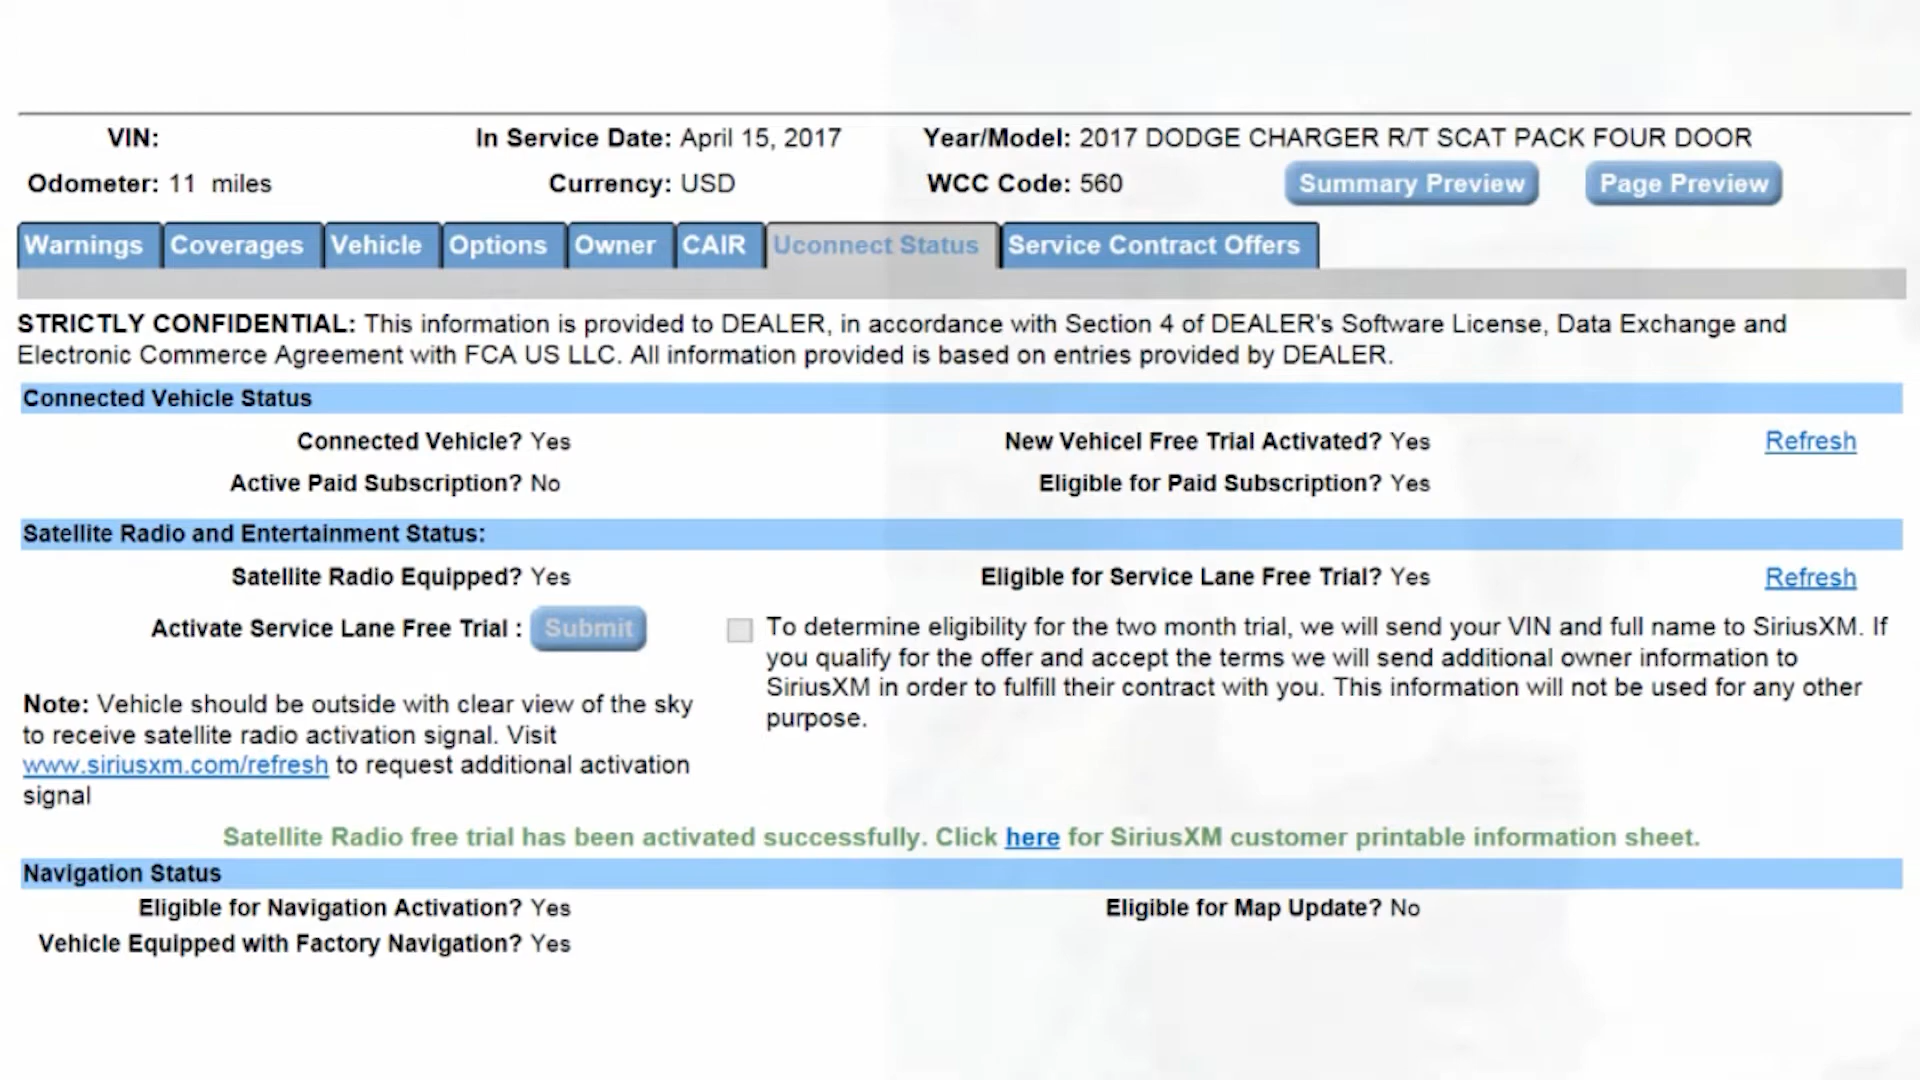 VIN: In Service Date: April 15, 2017 Year/Model: 2017 DODGE CHARGER R/T SCAT PACK FOUR DOOR
Odometer: 11 miles Currency: USD WCC Code: 560 Summary Preview Page Preview
Warnings Coverages Vehicle Options Owner CAIR Uconnect Status Service Contract Offers
STRICTLY CONFIDENTIAL: This information is provided to DEALER, in accordance with Section 4 of DEALER's Software License, Data Exchange and
Electronic Commerce Agreement with FCA US LLC. All information provided is based on entries provided by DEALER.
Connected Vehicle Status
Connected Vehicle? Yes New Vehicel Free Trial Activated? Yes Refresh
Active Paid Subscription? No Eligible for Paid Subscription? Yes
Satellite Radio and Entertainment Status:
Satellite Radio Equipped? Yes Eligible for Service Lane Free Trial? Yes Refresh
Activate Service Lane Free Trial : Submit
To determine eligibility for the two month trial, we will send your VIN and full name to SiriusXM. If
you qualify for the offer and accept the terms we will send additional owner information to
SiriusXM in order to fulfill their contract with you. This information will not be used for any other
purpose.
Note: Vehicle should be outside with clear view of the sky
to receive satellite radio activation signal. Visit
www.siriusxm.com/refresh to request additional activation
signal
Satellite Radio free trial has been activated successfully. Click here for SiriusXM customer printable information sheet.
Navigation Status
Eligible for Navigation Activation? Yes Eligible for Map Update? No
Vehicle Equipped with Factory Navigation? Yes